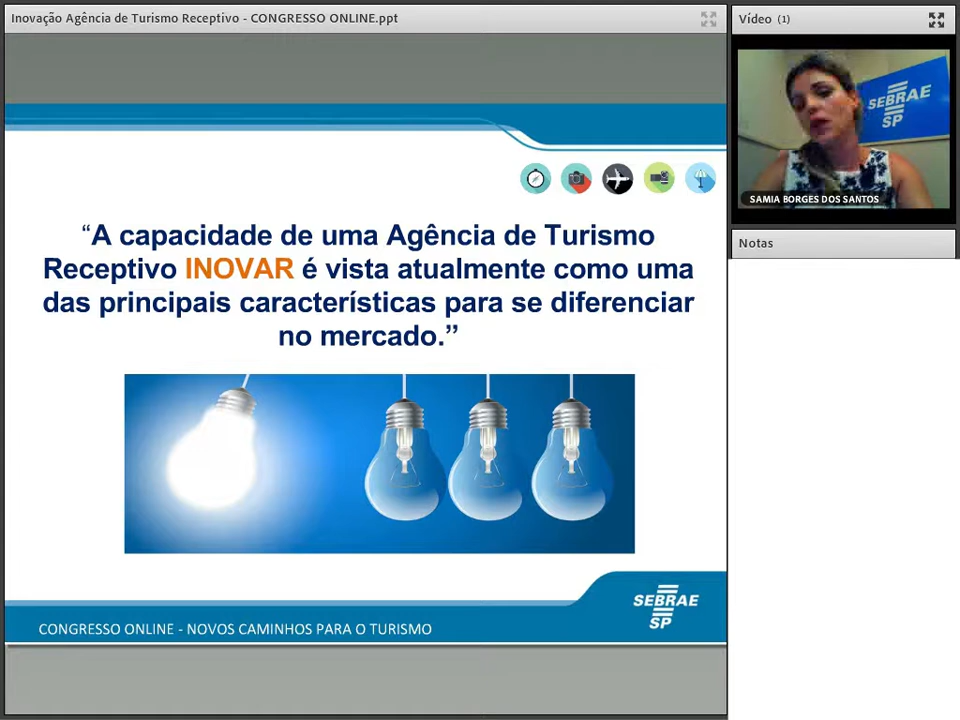 Inovação Agência de Turismo Receptivo - CONGRESSO ONLINE.ppt
Vídeo (1)
SEBRAE
SP
SAMIA BORGES DOS SANTOS
Notas
“A capacidade de uma Agência de Turismo
Receptivo INOVAR é vista atualmente como uma
das principais características para se diferenciar
no mercado.”
SEBRAE
SP
CONGRESSO ONLINE - NOVOS CAMINHOS PARA O TURISMO